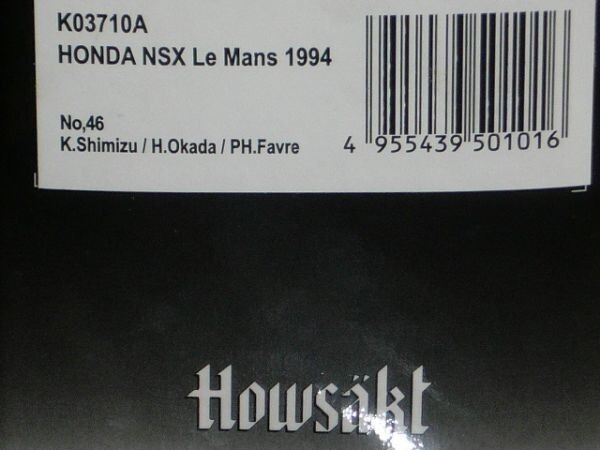 K03710A
HONDA NSX Le Mans 1994
No,46
K.Shimizu / H.Okada / PH.Favre
4 955439 501016
Howsäkt